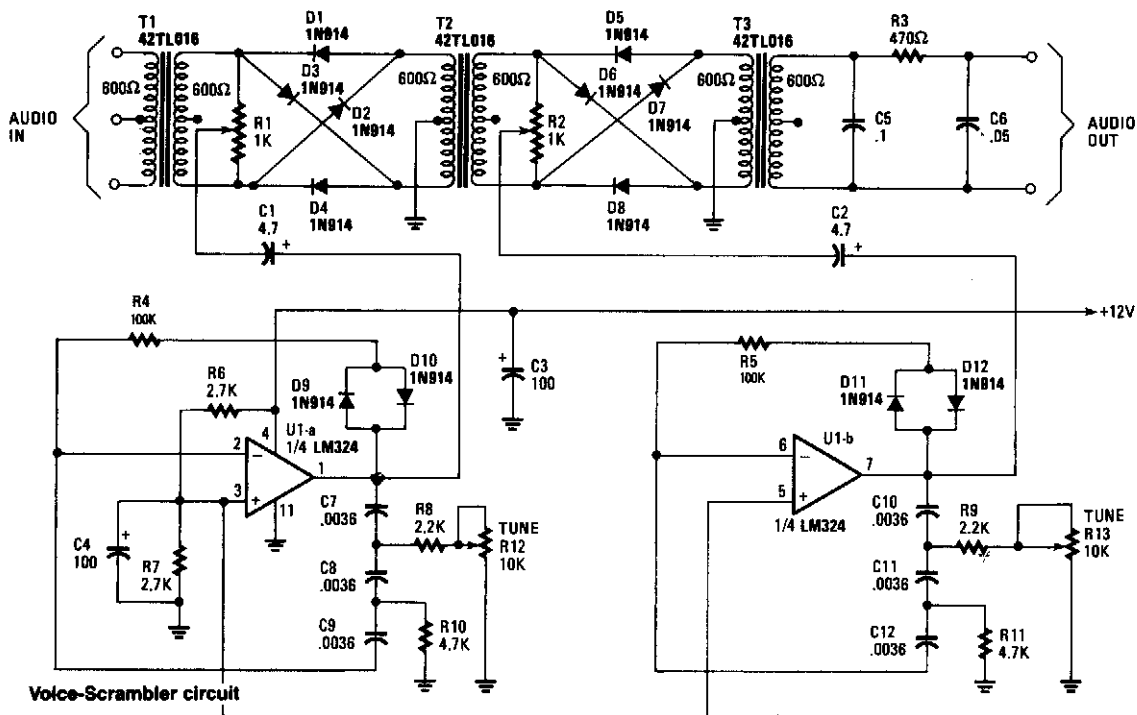 T1
42TL016
D1
1N914
T2
42TL016
D5
1N914
T3
42TL016
R3
470Ω
600Ω
600Ω
D3
1N914
D2
1N914
600Ω
600Ω
D6
1N914
D7
1N914
600Ω
600Ω
AUDIO
IN
R1
1K
R2
1K
C5
.1
C6
.05
AUDIO
OUT
D4
1N914
D8
1N914
C1
4.7
+
C2
4.7
+
R4
100K
+12V
R6
2.7K
D9
1N914
D10
1N914
+
C3
100
R5
100K
D11
1N914
D12
1N914
U1-a
1/4 LM324
4
2
−
1
3
+
11
U1-b
6
−
7
5
+
1/4 LM324
C4
100
+
R7
2.7K
C7
.0036
R8
2.2K
TUNE
R12
10K
C8
.0036
C9
.0036
R10
4.7K
C10
.0036
R9
2.2K
TUNE
R13
10K
C11
.0036
C12
.0036
R11
4.7K
Voice-Scrambler circuit